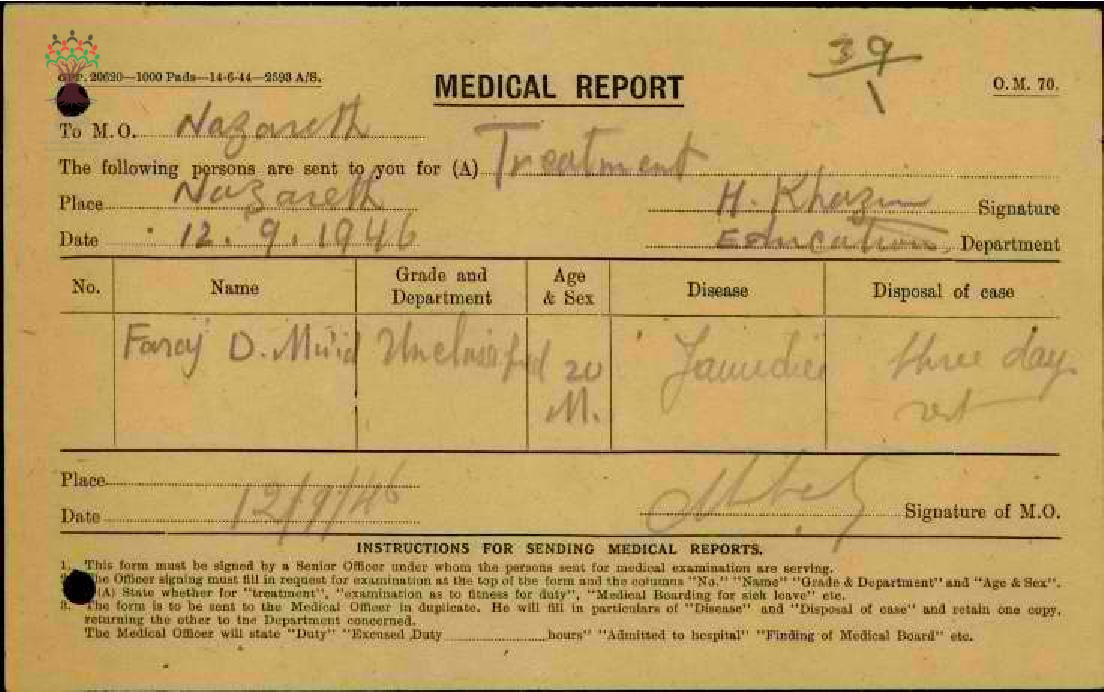 39
1
G.P.P. 20620—1000 Pads—14-6-44—2593 A/S.
MEDICAL REPORT
O.M. 70.
To M.O. Nazareth
The following persons are sent to you for (A) Treatment
Place Nazareth H. Khazin Signature
Date 12.9.1946 Education Department
No. Name Grade and Department Age & Sex Disease Disposal of case
Faraj D. Unclassified 20 M. Jaundice three days rest
Place
Date 12/9/46 Signature of M.O.
INSTRUCTIONS FOR SENDING MEDICAL REPORTS.
1. This form must be signed by a Senior Officer under whom the persons sent for medical examination are serving.
The Officer signing must fill in request for examination at the top of the form and the columns "No." "Name" "Grade & Department" and "Age & Sex".
(A) State whether for "treatment", "examination as to fitness for duty", "Medical Boarding for sick leave" etc.
3. The form is to be sent to the Medical Officer in duplicate. He will fill in particulars of "Disease" and "Disposal of case" and retain one copy,
returning the other to the Department concerned.
The Medical Officer will state "Duty" "Excused Duty hours" "Admitted to hospital" "Finding of Medical Board" etc.